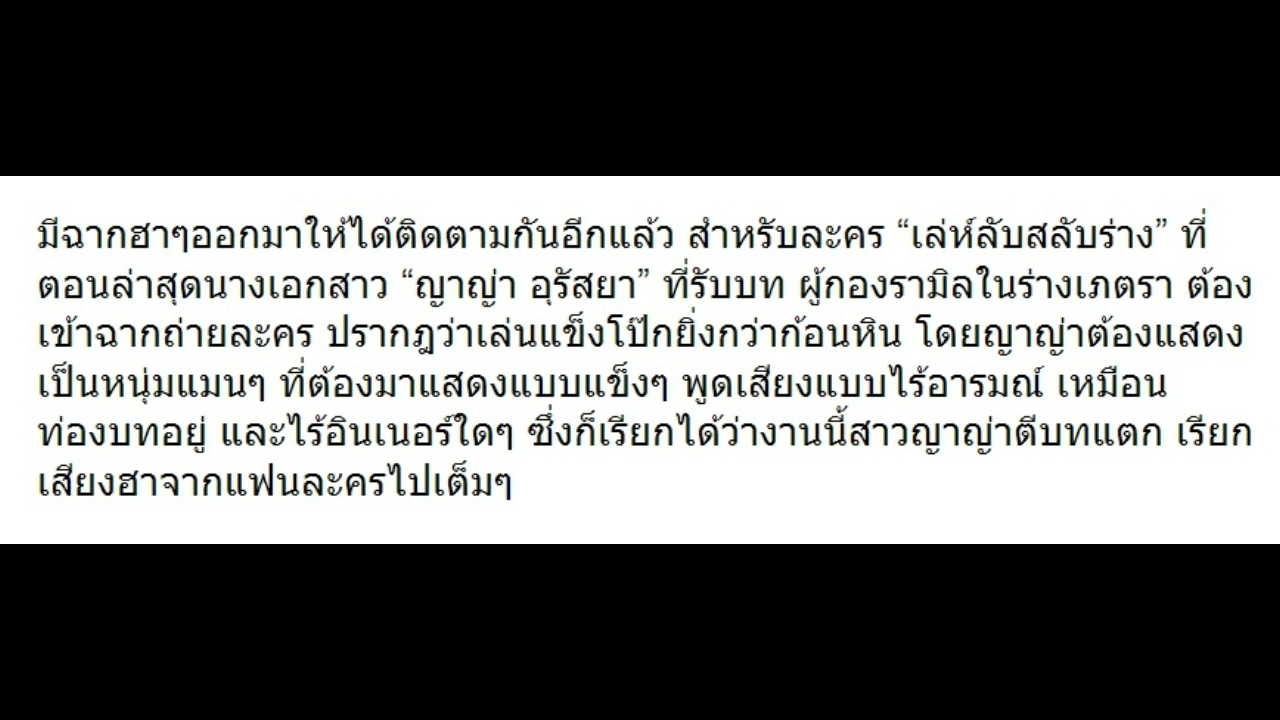 มีฉากฮาๆออกมาให้ได้ติดตามกันอีกแล้ว สำหรับละคร “เล่ห์ลับสลับร่าง” ที่
ตอนล่าสุดนางเอกสาว “ญาญ่า อุรัสยา” ที่รับบท ผู้กองรามิลในร่างเภตรา ต้อง
เข้าฉากถ่ายละคร ปรากฎว่าเล่นแข็งโป๊กยิ่งกว่าก้อนหิน โดยญาญ่าต้องแสดง
เป็นหนุ่มแมนๆ ที่ต้องมาแสดงแบบแข็งๆ พูดเสียงแบบไร้อารมณ์ เหมือน
ท่องบทอยู่ และไร้อินเนอร์ใดๆ ซึ่งก็เรียกได้ว่างานนี้สาวญาญ่าตีบทแตก เรียก
เสียงฮาจากแฟนละครไปเต็มๆ